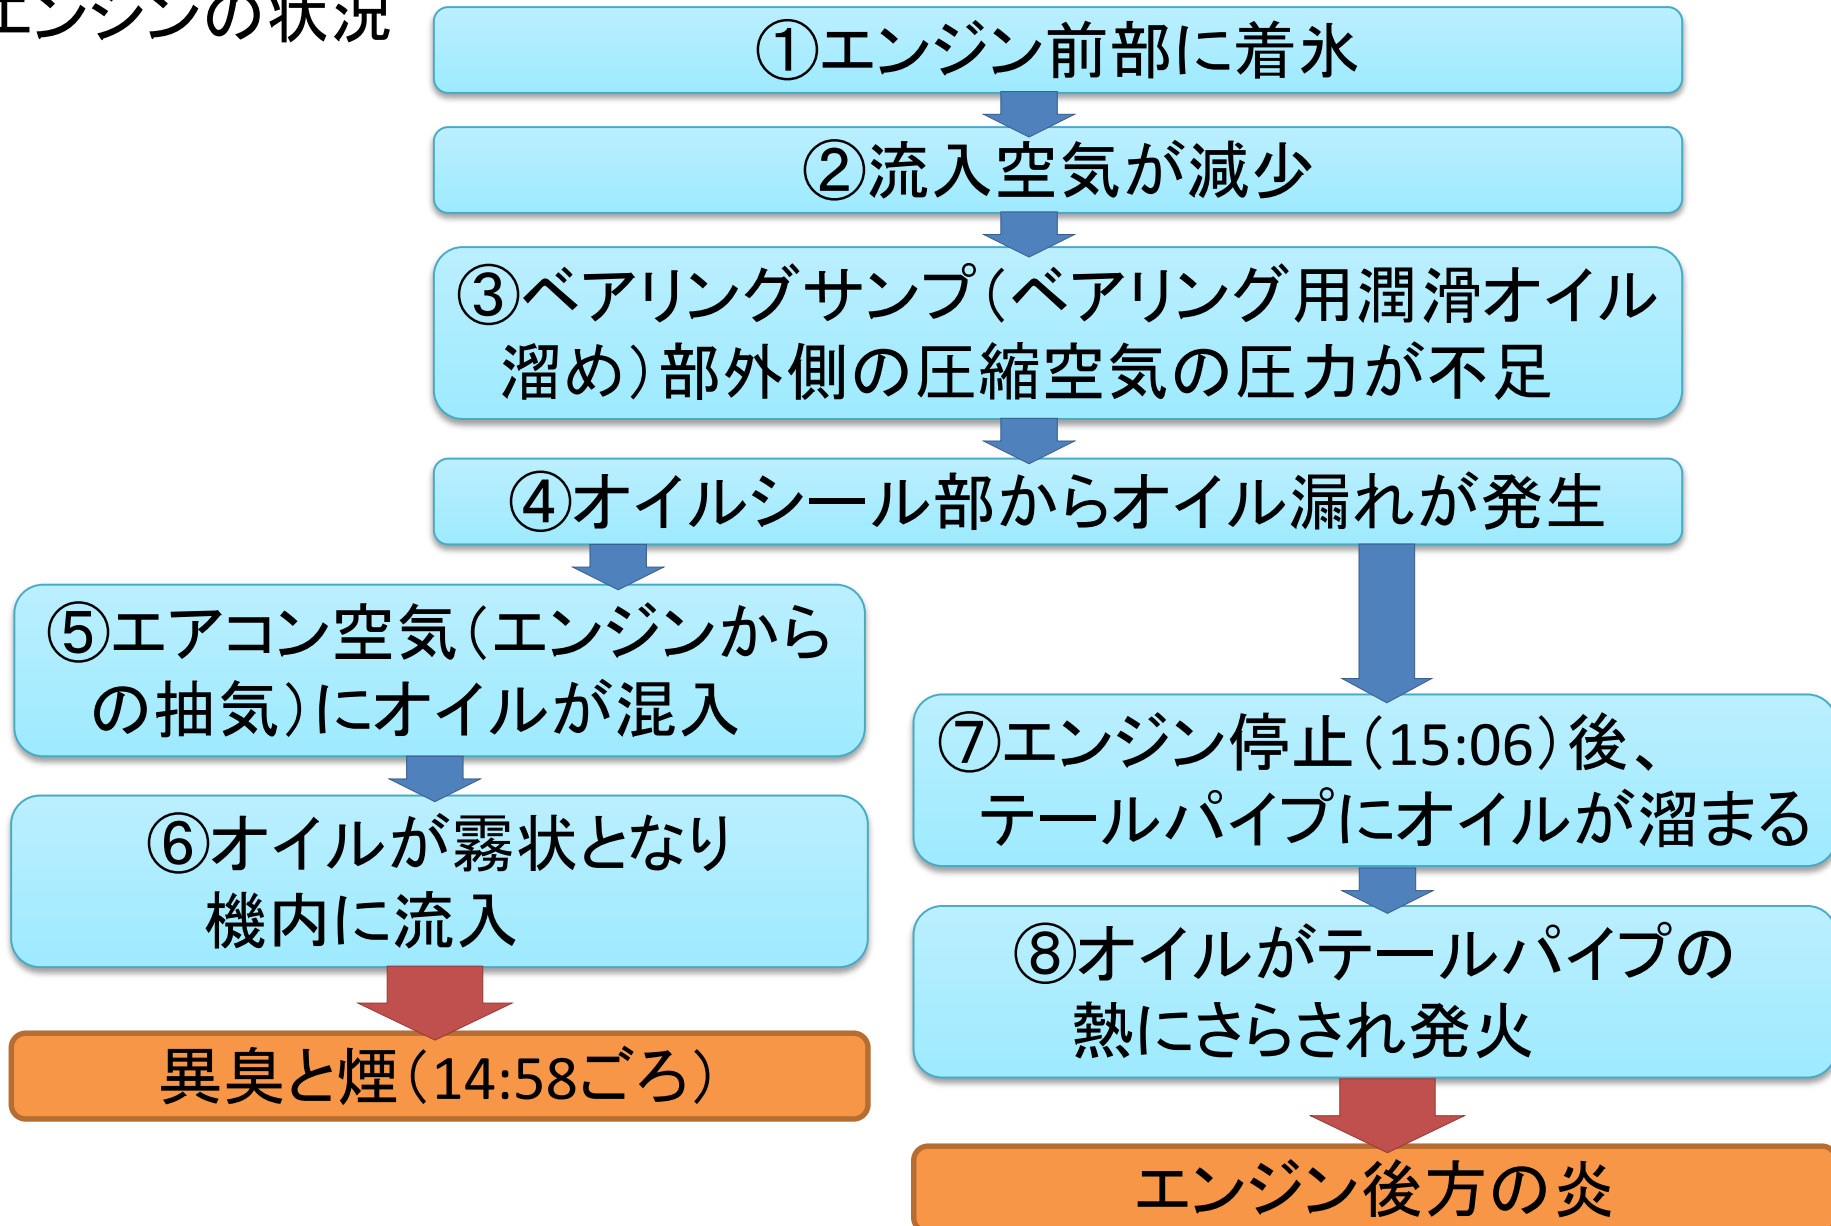 エンジンの状況
①エンジン前部に着氷
②流入空気が減少
③ベアリングサンプ（ベアリング用潤滑オイル
溜め）部外側の圧縮空気の圧力が不足
④オイルシール部からオイル漏れが発生
⑤エアコン空気（エンジンから
の抽気）にオイルが混入
⑥オイルが霧状となり
機内に流入
異臭と煙（14:58ごろ）
⑦エンジン停止（15:06）後、
テールパイプにオイルが溜まる
⑧オイルがテールパイプの
熱にさらされ発火
エンジン後方の炎